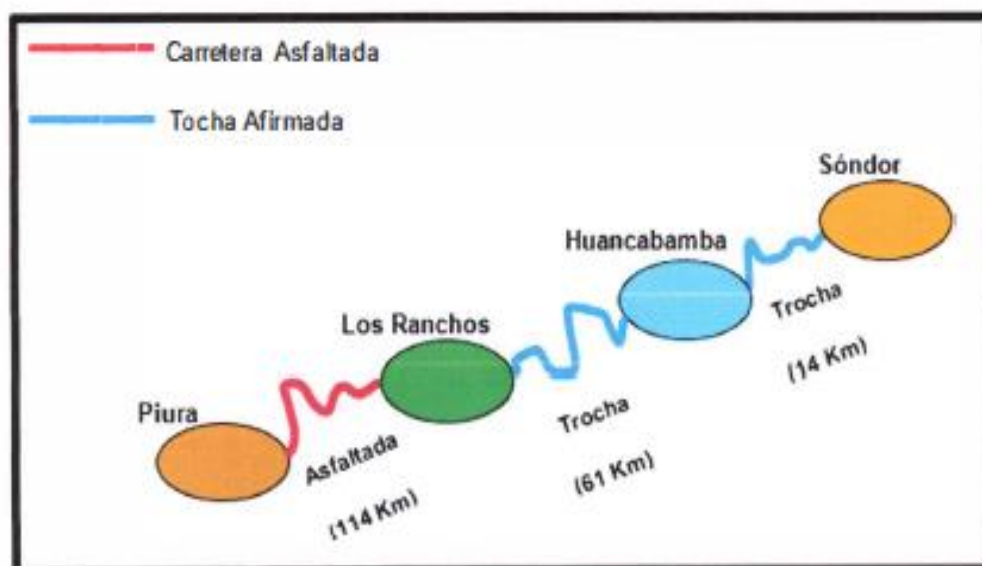 Carretera Asfaltada
Tocha Afirmada
Sóndor
Huancabamba
Trocha
(14 Km)
Los Ranchos
Trocha
(61 Km)
Piura
Asfaltada
(114 Km)